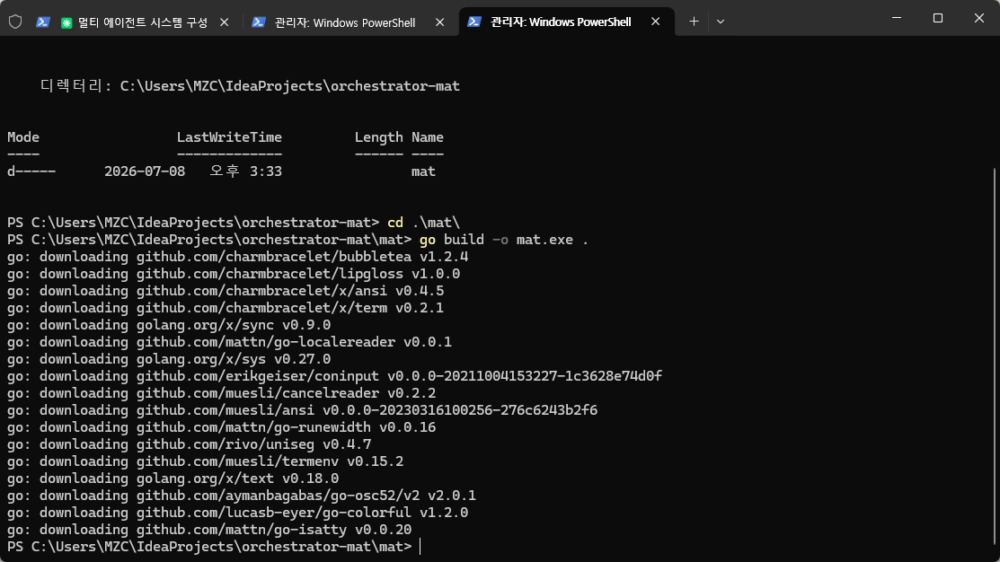 멀티 에이전트 시스템 구성
관리자: Windows PowerShell
관리자: Windows PowerShell
디렉터리: C:\Users\MZC\IdeaProjects\orchestrator-mat
Mode LastWriteTime Length Name
---- ------------- ------ ----
d----- 2026-07-08 오후 3:33 mat
PS C:\Users\MZC\IdeaProjects\orchestrator-mat> cd .\mat\
PS C:\Users\MZC\IdeaProjects\orchestrator-mat\mat> go build -o mat.exe .
go: downloading github.com/charmbracelet/bubbletea v1.2.4
go: downloading github.com/charmbracelet/lipgloss v1.0.0
go: downloading github.com/charmbracelet/x/ansi v0.4.5
go: downloading github.com/charmbracelet/x/term v0.2.1
go: downloading golang.org/x/sync v0.9.0
go: downloading github.com/mattn/go-localereader v0.0.1
go: downloading golang.org/x/sys v0.27.0
go: downloading github.com/erikgeiser/coninput v0.0.0-20211004153227-1c3628e74d0f
go: downloading github.com/muesli/cancelreader v0.2.2
go: downloading github.com/muesli/ansi v0.0.0-20230316100256-276c6243b2f6
go: downloading github.com/mattn/go-runewidth v0.0.16
go: downloading github.com/rivo/uniseg v0.4.7
go: downloading github.com/muesli/termenv v0.15.2
go: downloading golang.org/x/text v0.18.0
go: downloading github.com/aymanbagabas/go-osc52/v2 v2.0.1
go: downloading github.com/lucasb-eyer/go-colorful v1.2.0
go: downloading github.com/mattn/go-isatty v0.0.20
PS C:\Users\MZC\IdeaProjects\orchestrator-mat\mat>